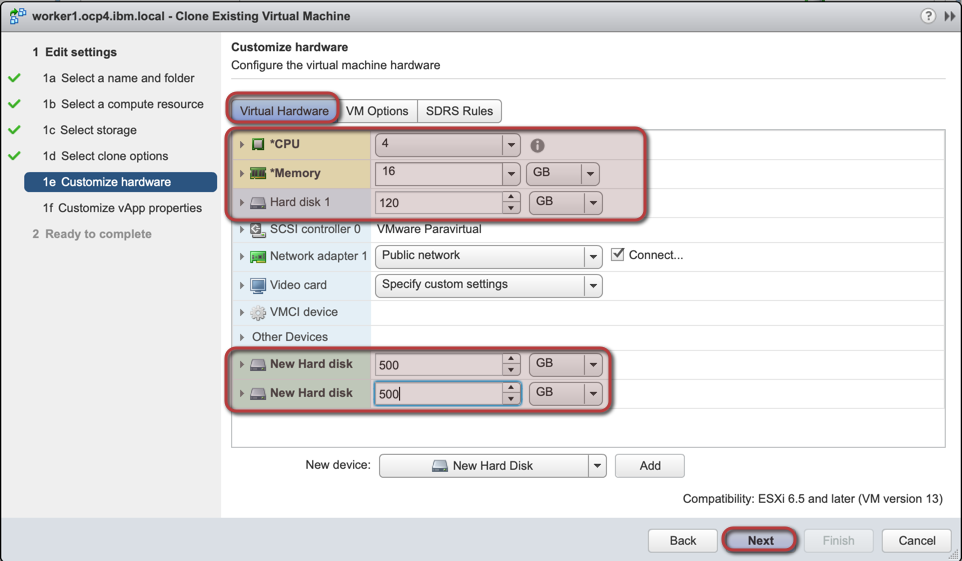 worker1.ocp4.ibm.local - Clone Existing Virtual Machine
1 Edit settings
1a Select a name and folder
1b Select a compute resource
1c Select storage
1d Select clone options
1e Customize hardware
1f Customize vApp properties
2 Ready to complete
Customize hardware
Configure the virtual machine hardware
Virtual Hardware VM Options SDRS Rules
*CPU 4
*Memory 16 GB
Hard disk 1 120 GB
SCSI controller 0 VMware Paravirtual
Network adapter 1 Public network Connect...
Video card Specify custom settings
VMCI device
Other Devices
New Hard disk 500 GB
New Hard disk 500 GB
New device: New Hard Disk Add
Compatibility: ESXi 6.5 and later (VM version 13)
Back Next Finish Cancel